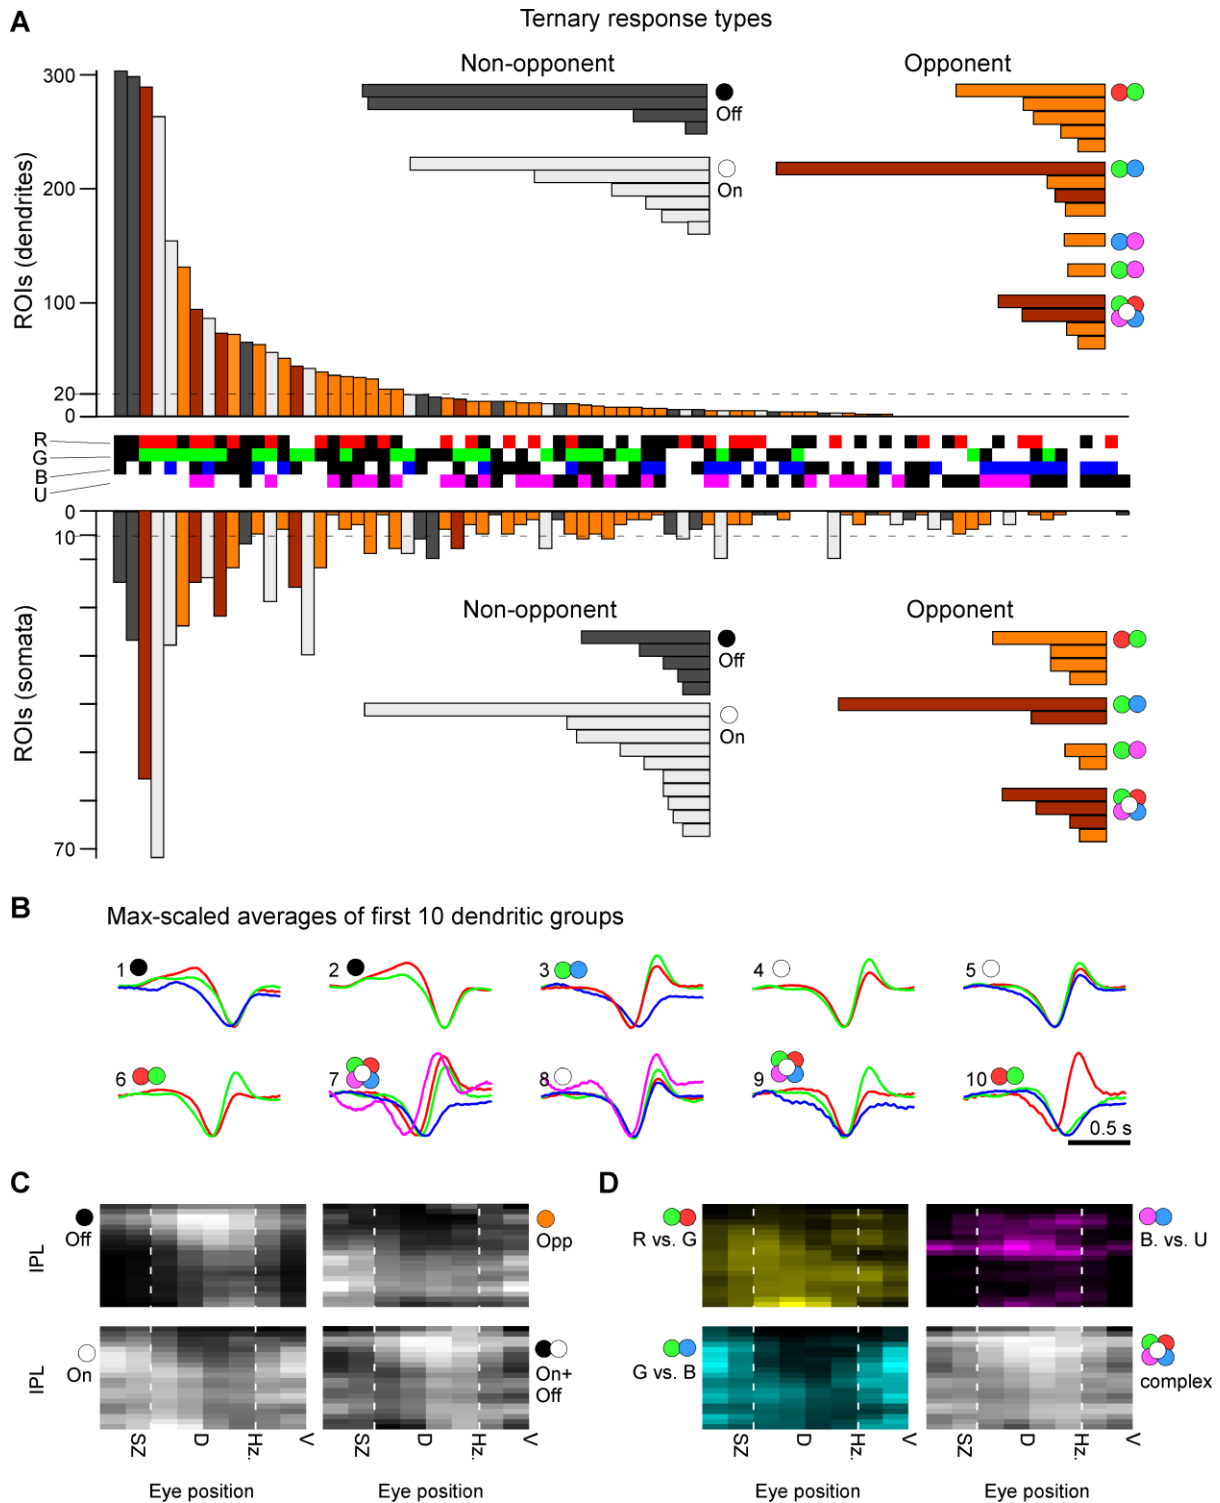 A
Ternary response types
Non-opponent
Opponent
300
200
100
20
0
ROIs (dendrites)
Off
On
R
G
B
U
0
10
70
ROIs (somata)
Non-opponent
Opponent
Off
On
B
Max-scaled averages of first 10 dendritic groups
1
2
3
4
5
6
7
8
9
10
0.5 s
C
D
Off
Opp
R vs. G
B. vs. U
IPL
On
On+
Off
G vs. B
complex
IPL
SZ
D
Hz.
V
SZ
D
Hz.
V
SZ
D
Hz.
V
SZ
D
Hz.
V
Eye position
Eye position
Eye position
Eye position